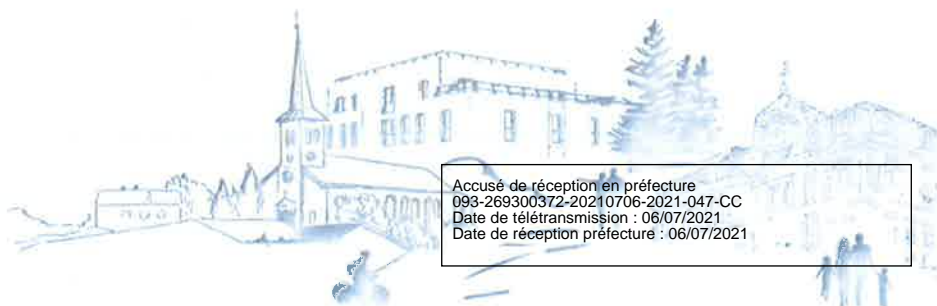 Accusé de réception en préfecture
093-269300372-20210706-2021-047-CC
Date de télétransmission : 06/07/2021
Date de réception préfecture : 06/07/2021